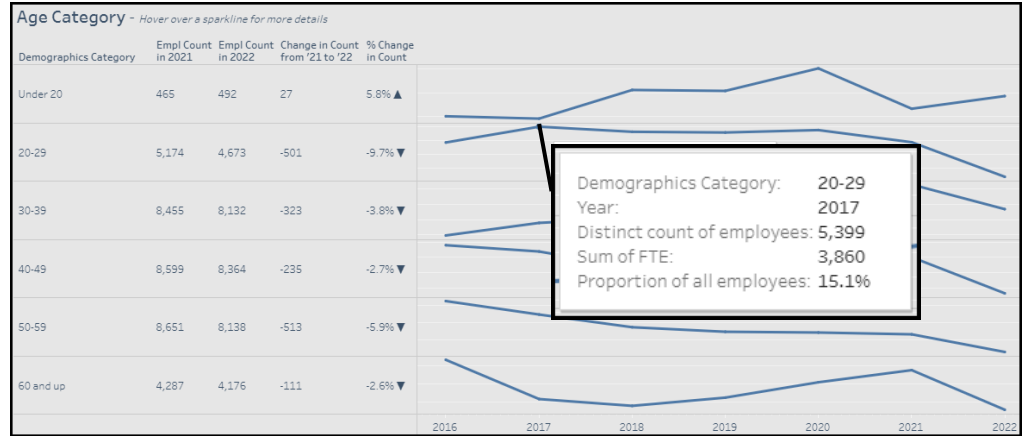 Age Category - Hover over a sparkline for more details
Demographics Category Empl Count in 2021 Empl Count in 2022 Change in Count from '21 to '22 % Change in Count
Under 20 465 492 27 5.8% ▲
20-29 5,174 4,673 -501 -9.7% ▼
30-39 8,455 8,132 -323 -3.8% ▼
40-49 8,599 8,364 -235 -2.7% ▼
50-59 8,651 8,138 -513 -5.9% ▼
60 and up 4,287 4,176 -111 -2.6% ▼
Demographics Category: 20-29
Year: 2017
Distinct count of employees: 5,399
Sum of FTE: 3,860
Proportion of all employees: 15.1%
2016 2017 2018 2019 2020 2021 2022